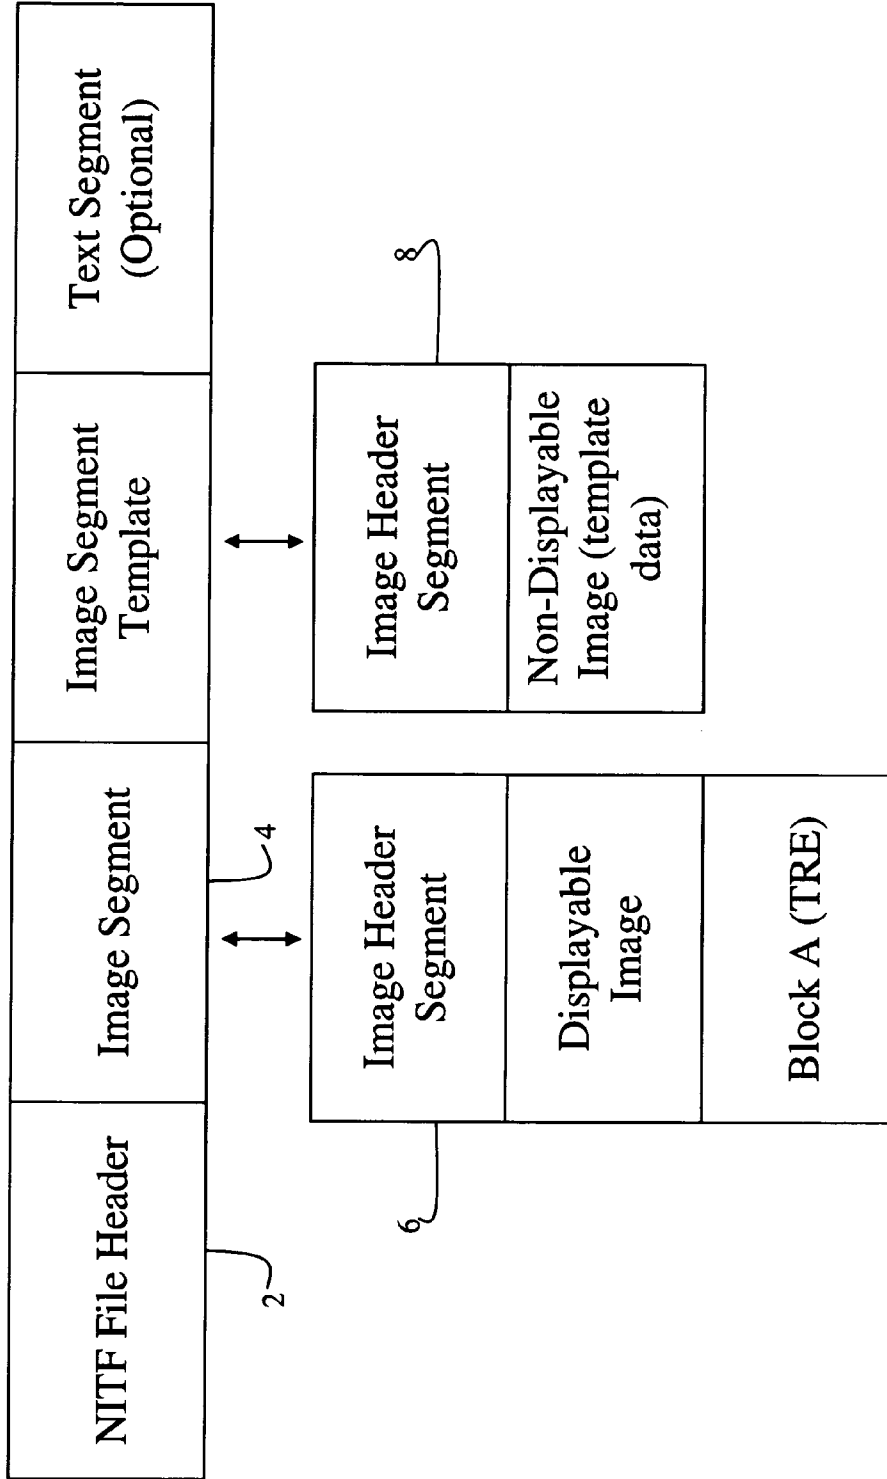 NITF File Header
Image Segment
Image Segment
Template
Text Segment
(Optional)
2
4
6
8
Image Header
Segment
Displayable
Image
Block A (TRE)
Image Header
Segment
Non-Displayable
Image (template
data)